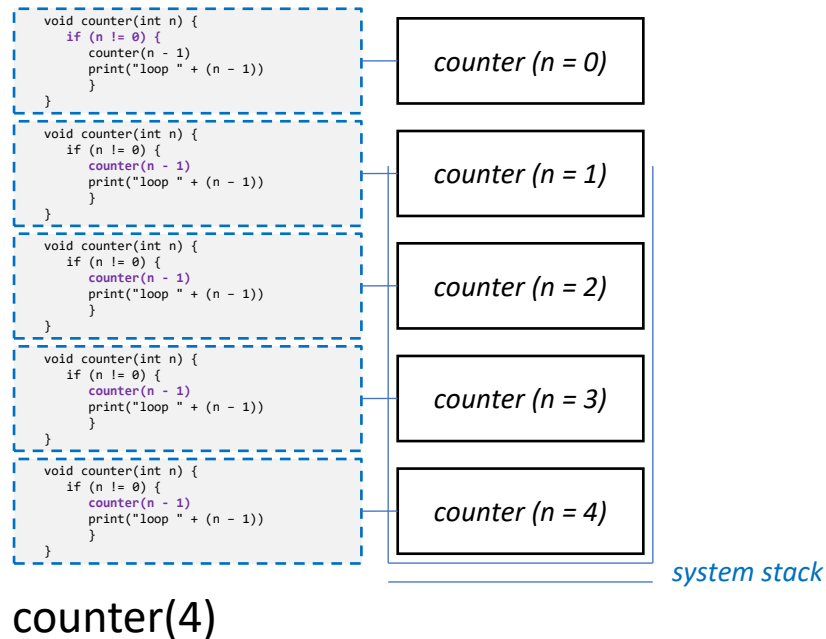 void counter(int n) {
if (n != 0) {
counter(n - 1)
print("loop " + (n – 1))
}
}
counter (n = 0)
void counter(int n) {
if (n != 0) {
counter(n - 1)
print("loop " + (n – 1))
}
}
counter (n = 1)
void counter(int n) {
if (n != 0) {
counter(n - 1)
print("loop " + (n – 1))
}
}
counter (n = 2)
void counter(int n) {
if (n != 0) {
counter(n - 1)
print("loop " + (n – 1))
}
}
counter (n = 3)
void counter(int n) {
if (n != 0) {
counter(n - 1)
print("loop " + (n – 1))
}
}
counter (n = 4)
system stack
counter(4)